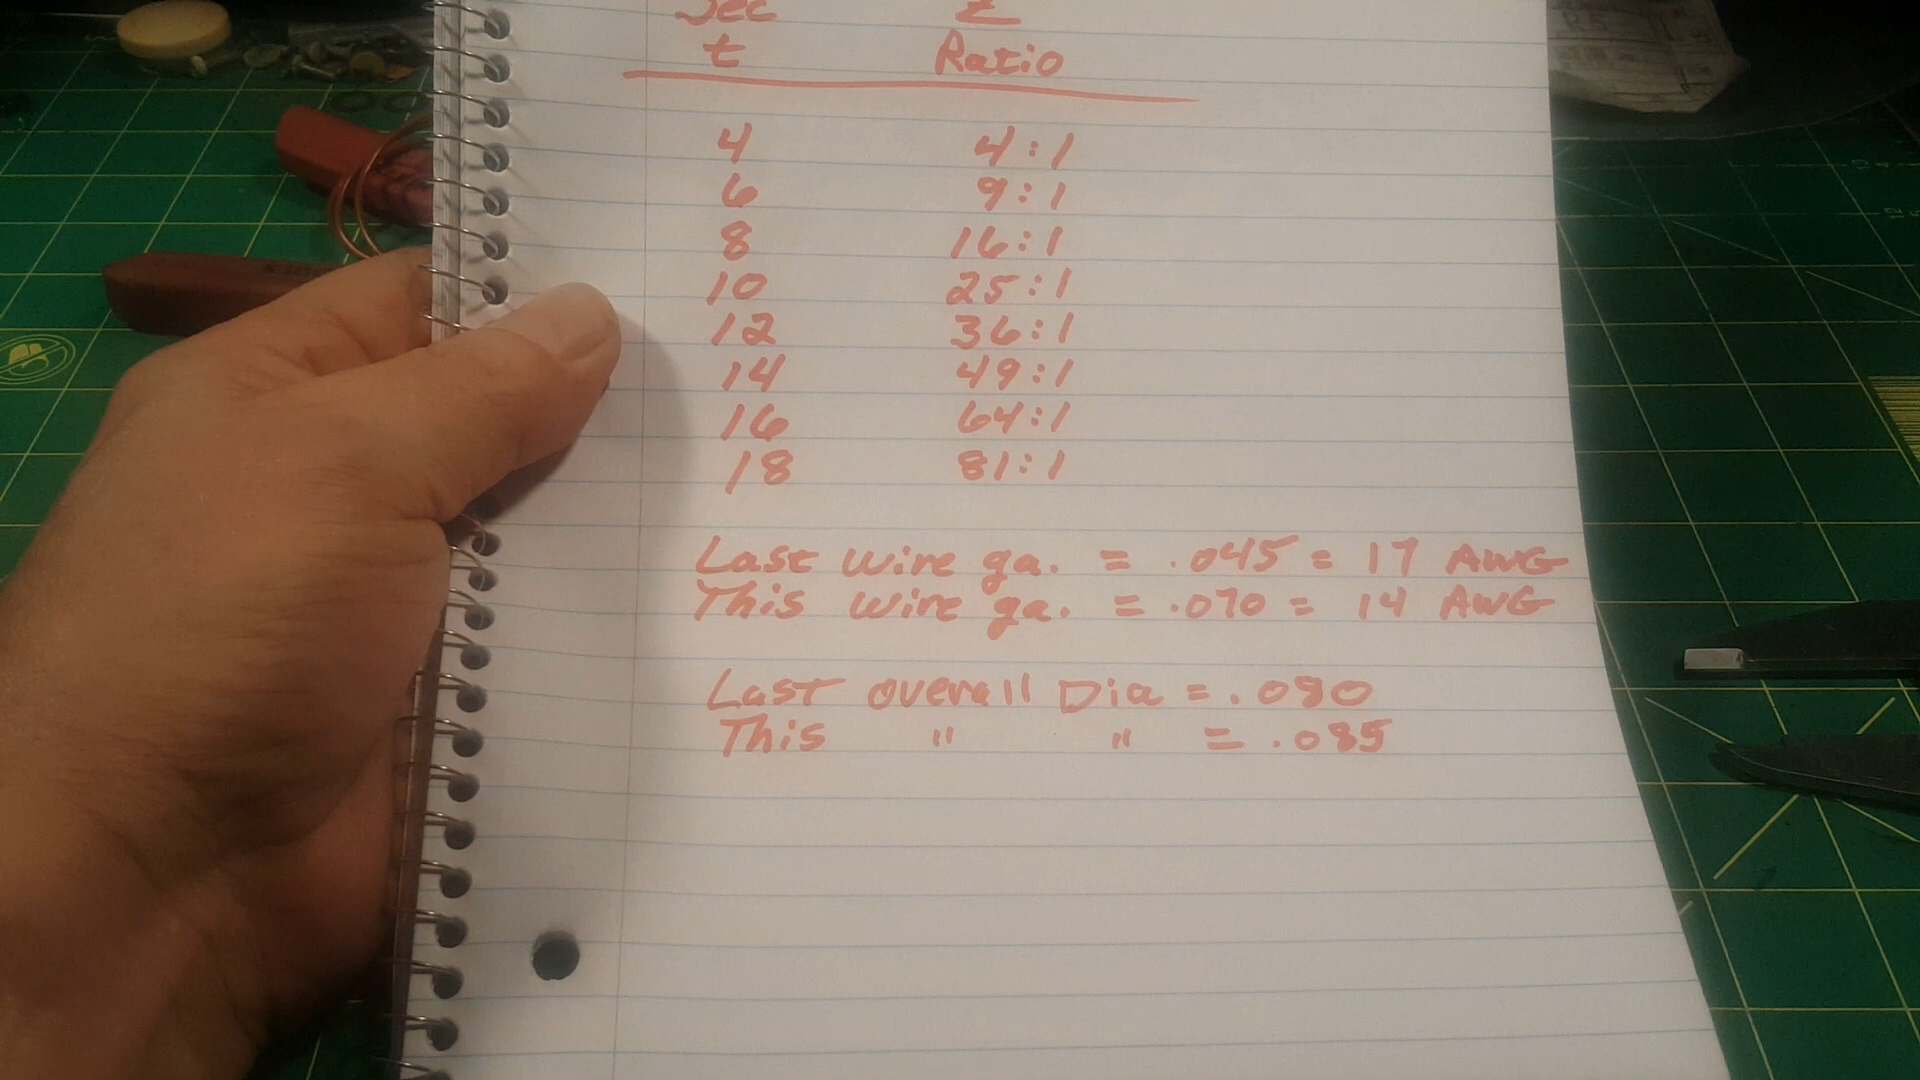 Sec Z
t Ratio
4 4:1
6 9:1
8 16:1
10 25:1
12 36:1
14 49:1
16 64:1
18 81:1
Last wire ga. = .045 = 17 AWG
This wire ga. = .070 = 14 AWG
Last overall Dia = .080
This " " = .085